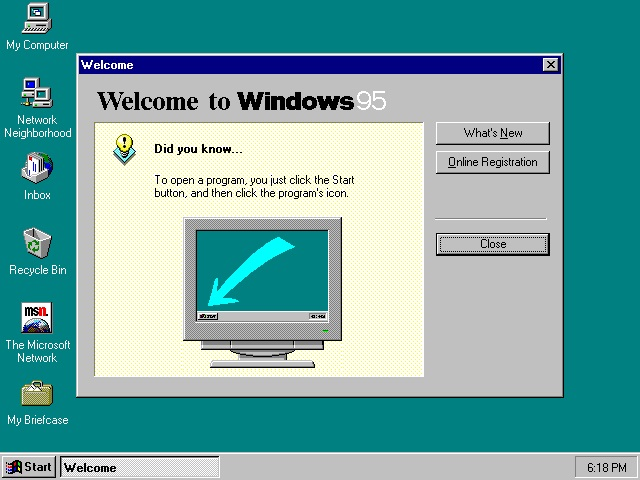 My Computer
Network
Neighborhood
Inbox
Recycle Bin
msn.
The Microsoft
Network
My Briefcase
Welcome
Welcome to Windows 95
Did you know...
To open a program, you just click the Start
button, and then click the program's icon.
What's New
Online Registration
Close
Start
Welcome
6:18 PM